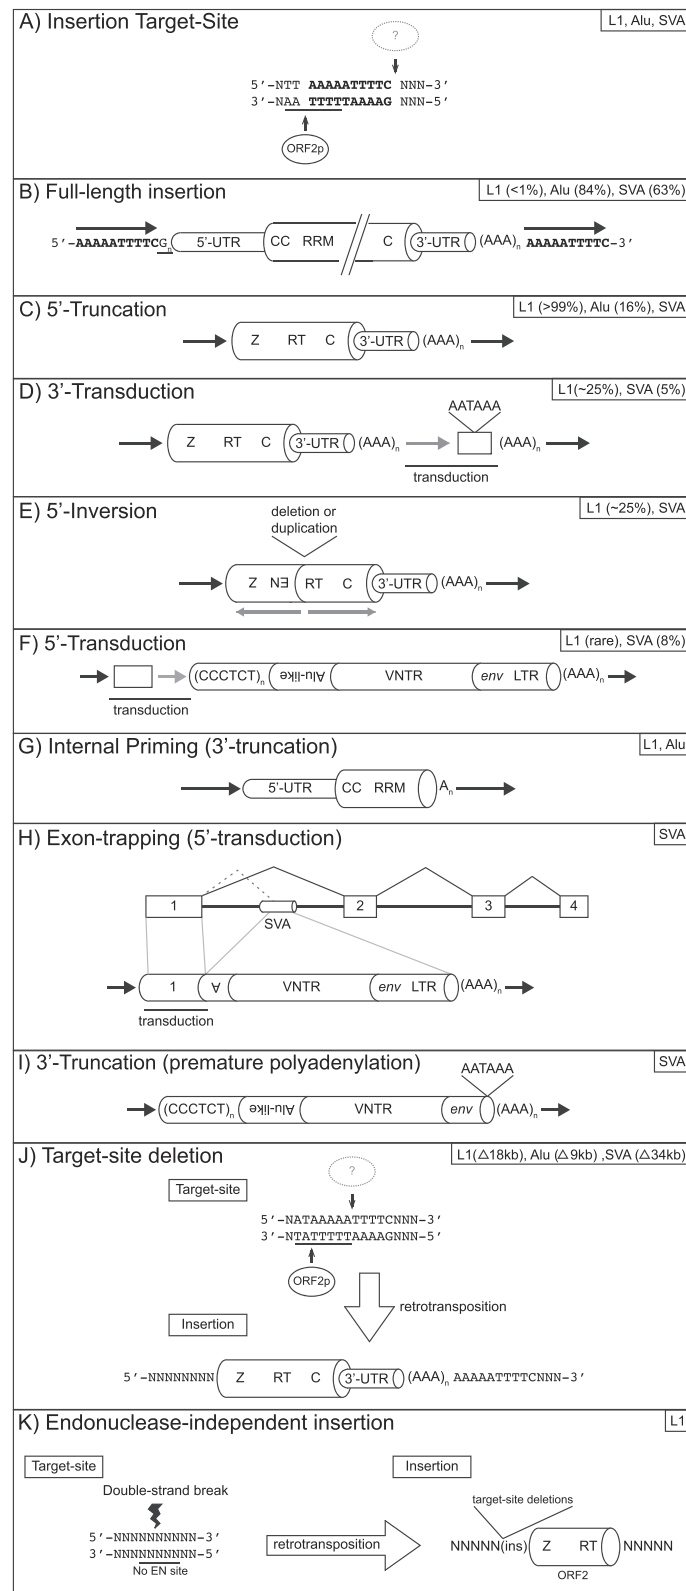 A) Insertion Target-Site
L1, Alu, SVA
?
5’-NTT AAAAATTTTC NNN-3’
3’-NAA TTTTTAAAAG NNN-5’
ORF2p
B) Full-length insertion
L1 (<1%), Alu (84%), SVA (63%)
5’-AAAAATTTTCGn 5’-UTR CC RRM C 3’-UTR (AAA)n AAAAATTTTC-3’
C) 5’-Truncation
L1 (>99%), Alu (16%), SVA
Z RT C 3’-UTR (AAA)n
D) 3’-Transduction
L1(~25%), SVA (5%)
AATAAA
Z RT C 3’-UTR (AAA)n (AAA)n
transduction
E) 5’-Inversion
L1 (~25%), SVA
deletion or
duplication
Z EN RT C 3’-UTR (AAA)n
F) 5’-Transduction
L1 (rare), SVA (8%)
(CCCTCT)n Alu-like VNTR env LTR (AAA)n
transduction
G) Internal Priming (3’-truncation)
L1, Alu
5’-UTR CC RRM An
H) Exon-trapping (5’-transduction)
SVA
1 2 3 4
SVA
1 A VNTR env LTR (AAA)n
transduction
I) 3’-Truncation (premature polyadenylation)
SVA
AATAAA
(CCCTCT)n Alu-like VNTR env (AAA)n
J) Target-site deletion
L1(△18kb), Alu (△9kb) ,SVA (△34kb)
?
Target-site
5’-NATAAAAATTTTCNNN-3’
3’-NTATTTTTAAAAGNNN-5’
ORF2p
retrotransposition
Insertion
5’-NNNNNNNN Z RT C 3’-UTR (AAA)n AAAAATTTTCNNN-3’
K) Endonuclease-independent insertion
L1
Target-site
Insertion
Double-strand break
target-site deletions
5’-NNNNNNNNNN-3’
3’-NNNNNNNNNN-5’
No EN site
retrotransposition
NNNNN(ins) Z RT NNNNN
ORF2